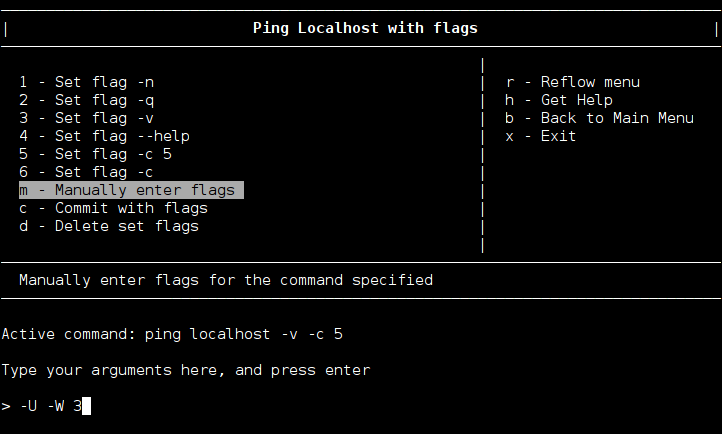 | Ping Localhost with flags |
|
1 - Set flag -n | r - Reflow menu
2 - Set flag -q | h - Get Help
3 - Set flag -v | b - Back to Main Menu
4 - Set flag --help | x - Exit
5 - Set flag -c 5 |
6 - Set flag -c |
m - Manually enter flags |
c - Commit with flags |
d - Delete set flags |
|
Manually enter flags for the command specified
Active command: ping localhost -v -c 5
Type your arguments here, and press enter
> -U -W 3